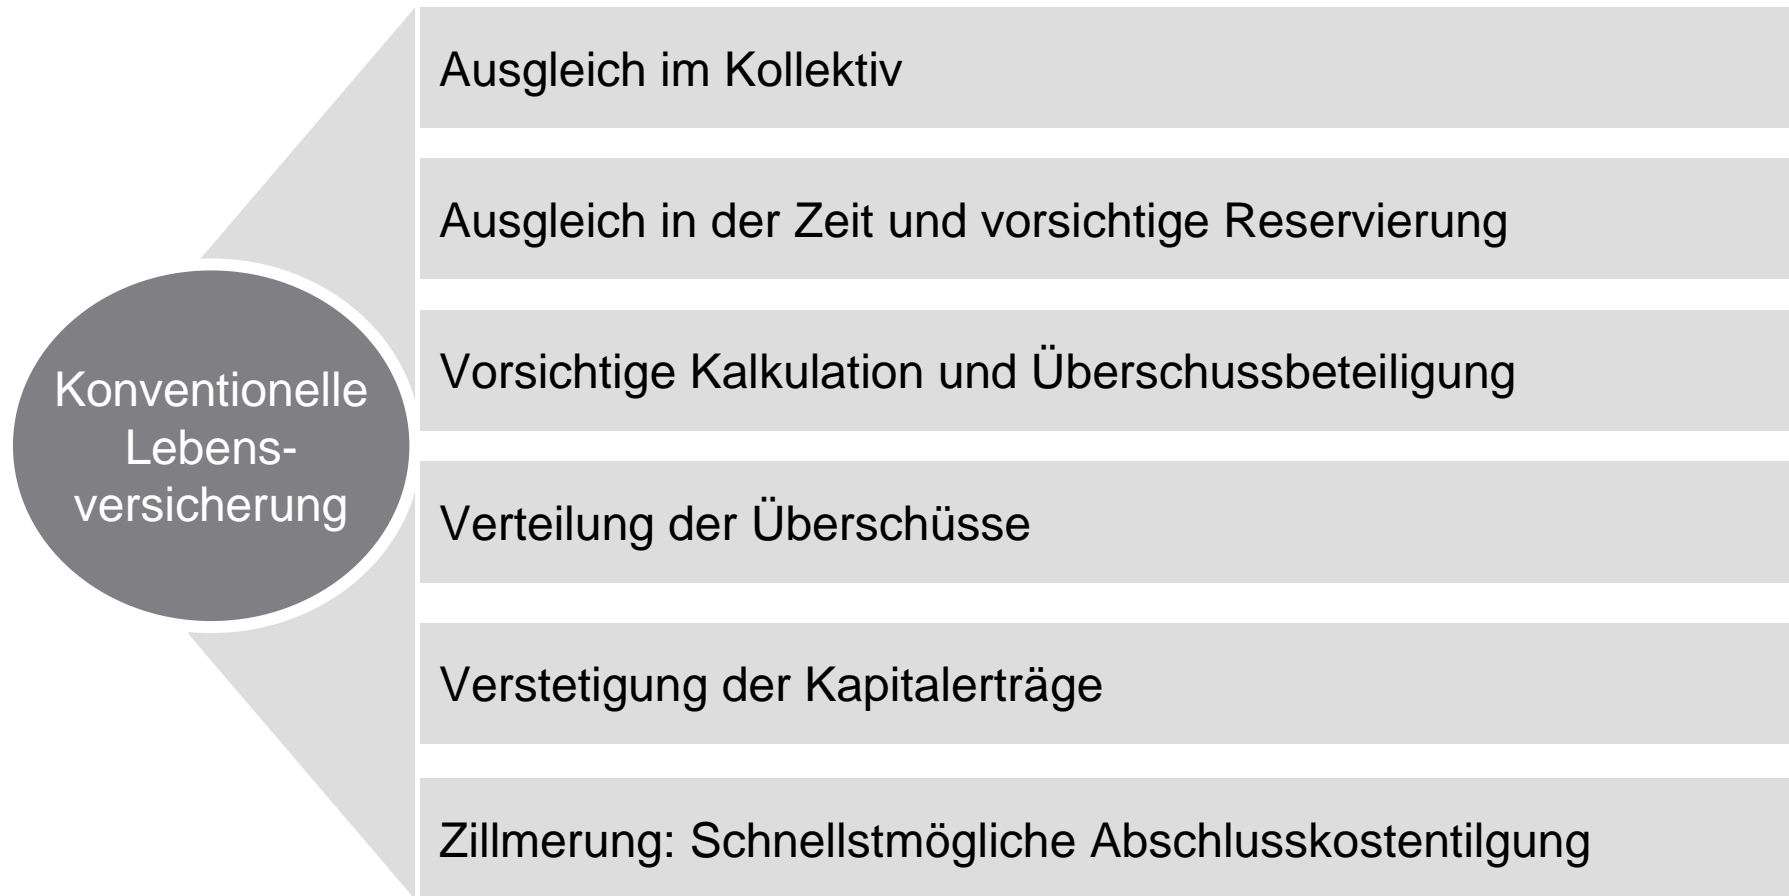 Konventionelle
Lebens-
versicherung
Ausgleich im Kollektiv
Ausgleich in der Zeit und vorsichtige Reservierung
Vorsichtige Kalkulation und Überschussbeteiligung
Verteilung der Überschüsse
Verstetigung der Kapitalerträge
Zillmerung: Schnellstmögliche Abschlusskostentilgung